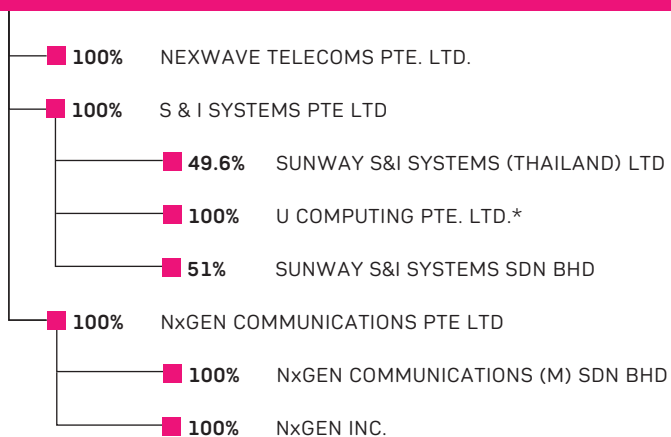 100% NEXWAVE TELECOMS PTE. LTD.
100% S & I SYSTEMS PTE LTD
49.6% SUNWAY S&I SYSTEMS (THAILAND) LTD
100% U COMPUTING PTE. LTD.*
51% SUNWAY S&I SYSTEMS SDN BHD
100% NxGEN COMMUNICATIONS PTE LTD
100% NxGEN COMMUNICATIONS (M) SDN BHD
100% NxGEN INC.